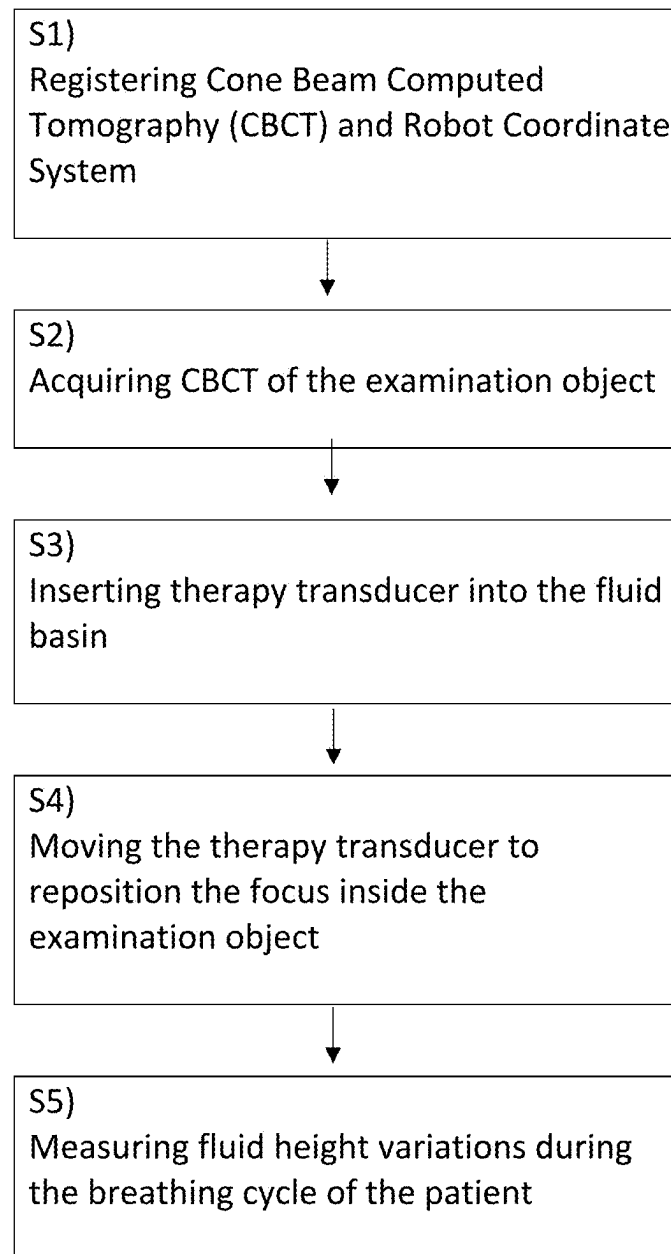 S1)
Registering Cone Beam Computed
Tomography (CBCT) and Robot Coordinate
System
S2)
Acquiring CBCT of the examination object
S3)
Inserting therapy transducer into the fluid
basin
S4)
Moving the therapy transducer to
reposition the focus inside the
examination object
S5)
Measuring fluid height variations during
the breathing cycle of the patient